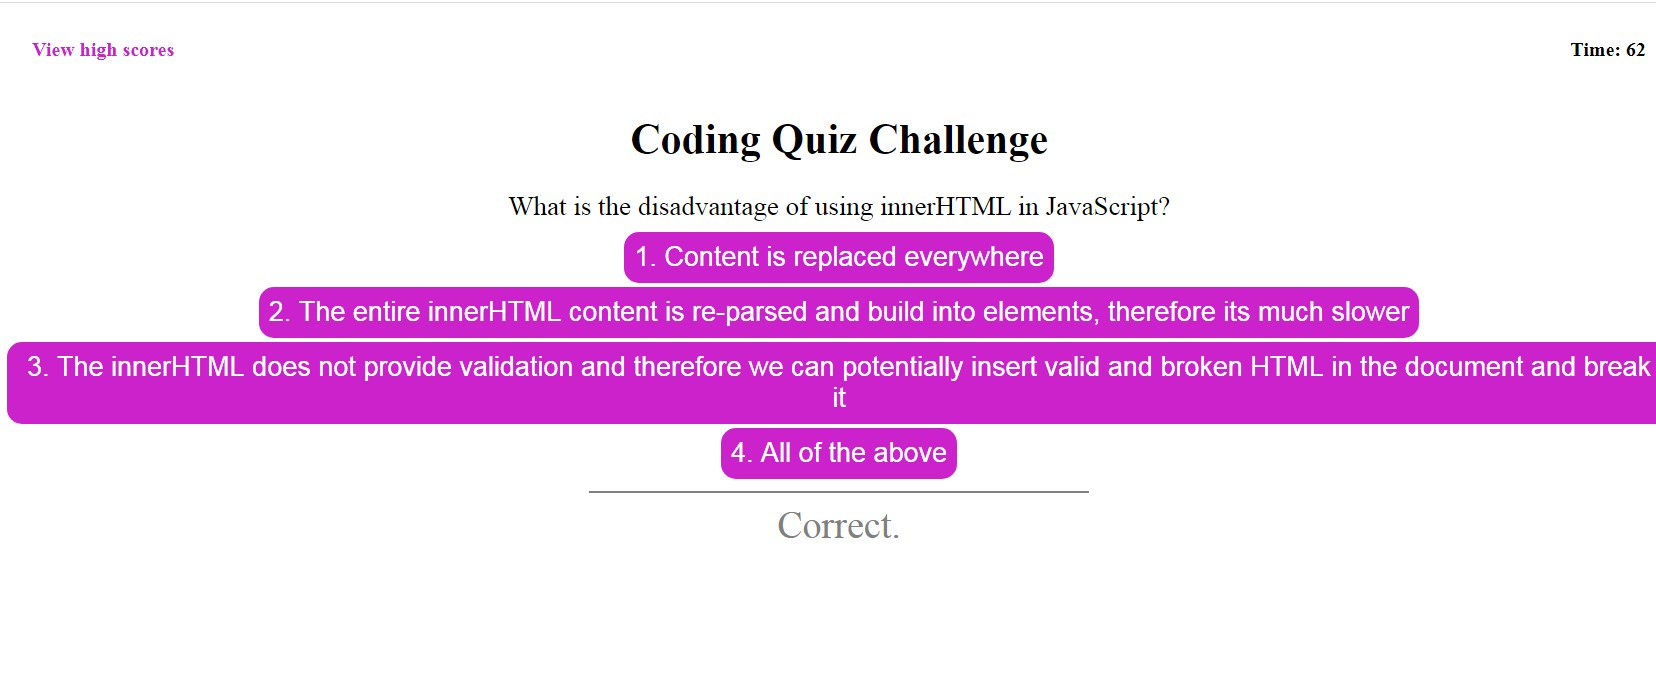 View high scores
Time: 62
Coding Quiz Challenge
What is the disadvantage of using innerHTML in JavaScript?
1. Content is replaced everywhere
2. The entire innerHTML content is re-parsed and build into elements, therefore its much slower
3. The innerHTML does not provide validation and therefore we can potentially insert valid and broken HTML in the document and break
it
4. All of the above
Correct.